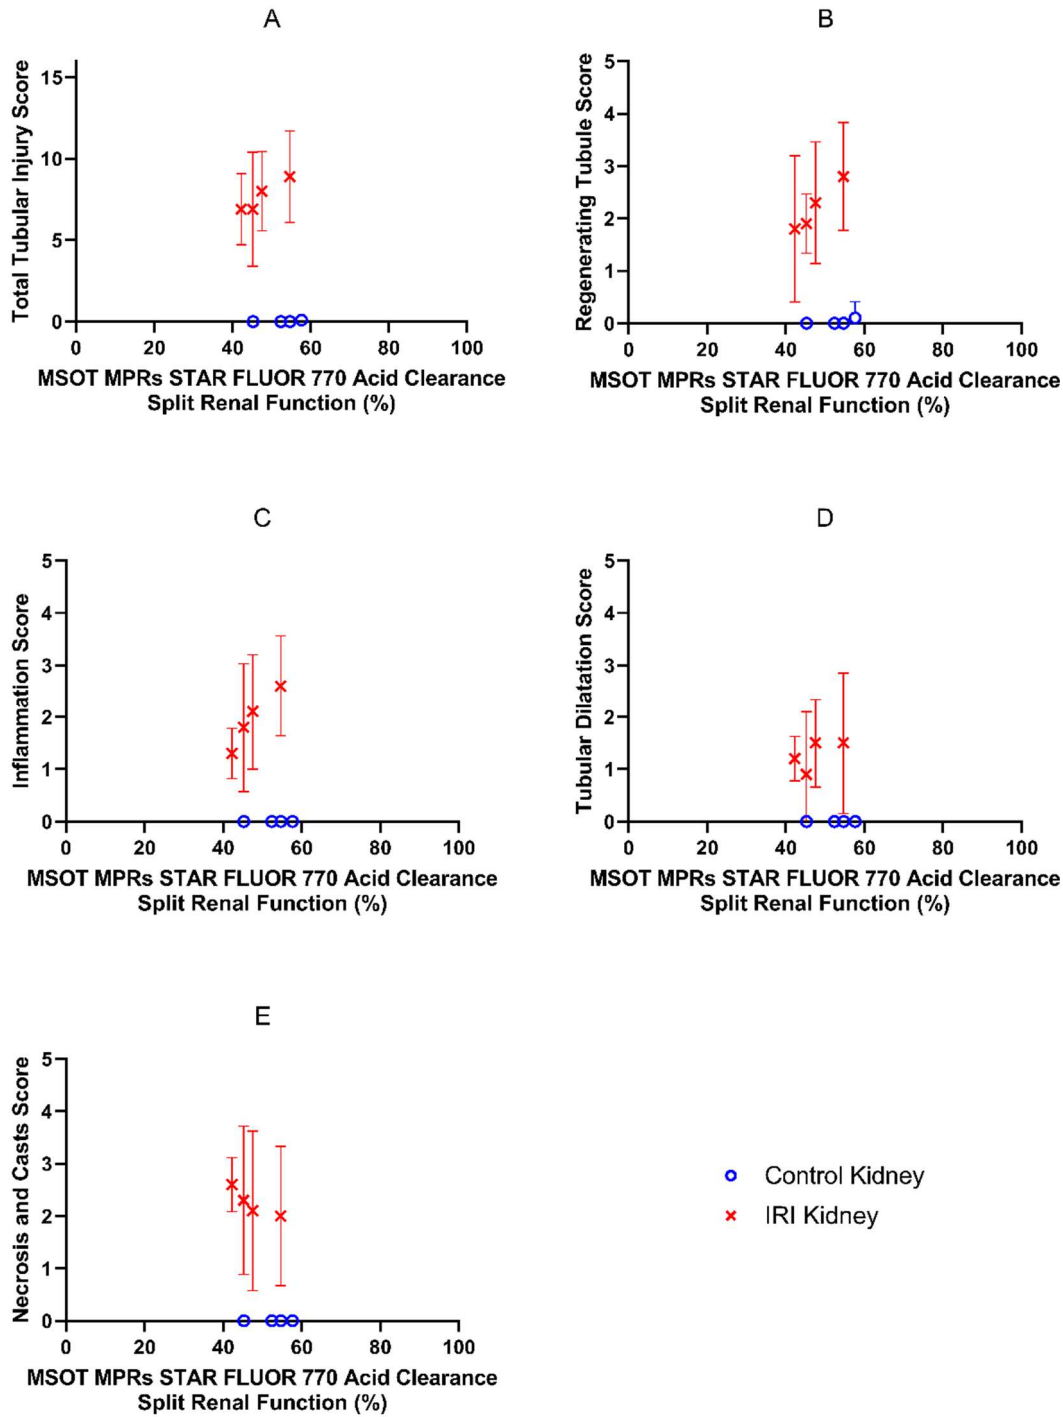 A
Total Tubular Injury Score
15
10
5
0
0 20 40 60 80 100
MSOT MPRs STAR FLUOR 770 Acid Clearance
Split Renal Function (%)
B
Regenerating Tubule Score
5
4
3
2
1
0
0 20 40 60 80 100
MSOT MPRs STAR FLUOR 770 Acid Clearance
Split Renal Function (%)
C
Inflammation Score
5
4
3
2
1
0
0 20 40 60 80 100
MSOT MPRs STAR FLUOR 770 Acid Clearance
Split Renal Function (%)
D
Tubular Dilatation Score
5
4
3
2
1
0
0 20 40 60 80 100
MSOT MPRs STAR FLUOR 770 Acid Clearance
Split Renal Function (%)
E
Necrosis and Casts Score
5
4
3
2
1
0
0 20 40 60 80 100
MSOT MPRs STAR FLUOR 770 Acid Clearance
Split Renal Function (%)
Control Kidney
IRI Kidney